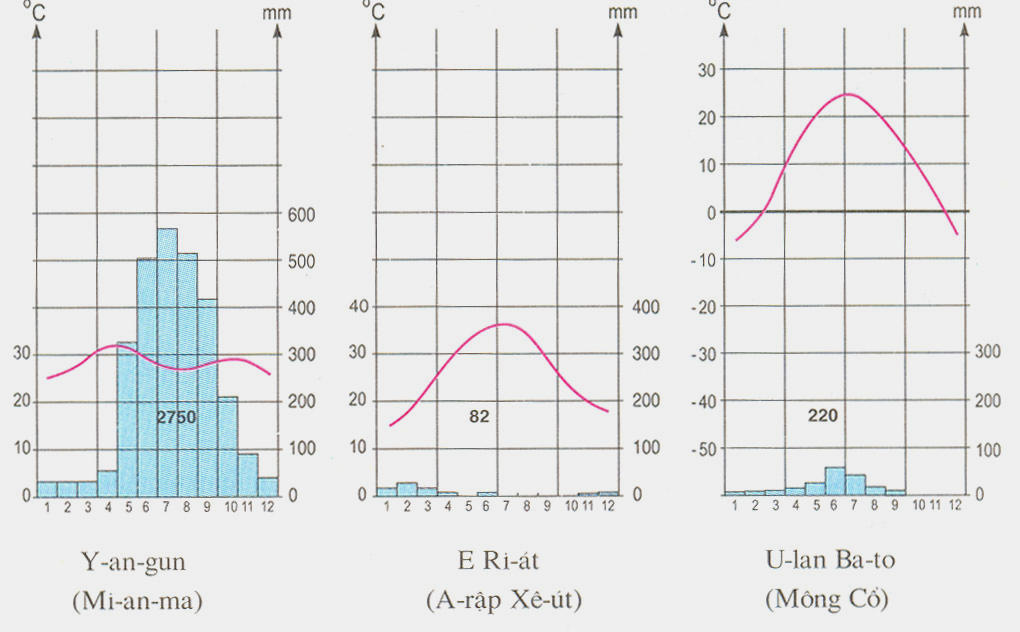 °C mm
600
500
400
30 300
20 200
2750
10 100
0 0
1 2 3 4 5 6 7 8 9 10 11 12
Y-an-gun
(Mi-an-ma)
°C mm
40 400
30 300
20 200
82
10 100
0 0
1 2 3 4 5 6 7 8 9 10 11 12
E Ri-át
(A-rập Xê-út)
°C mm
30
20
10
0
-10
-20
-30 300
-40 200
220
-50 100
0
1 2 3 4 5 6 7 8 9 10 11 12
U-lan Ba-to
(Mông Cổ)